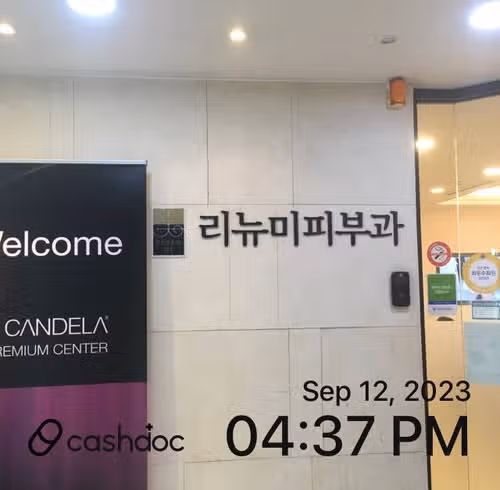 Welcome
CANDELA
PREMIUM CENTER
리뉴미피부과
Sep 12, 2023
04:37 PM
cashdoc